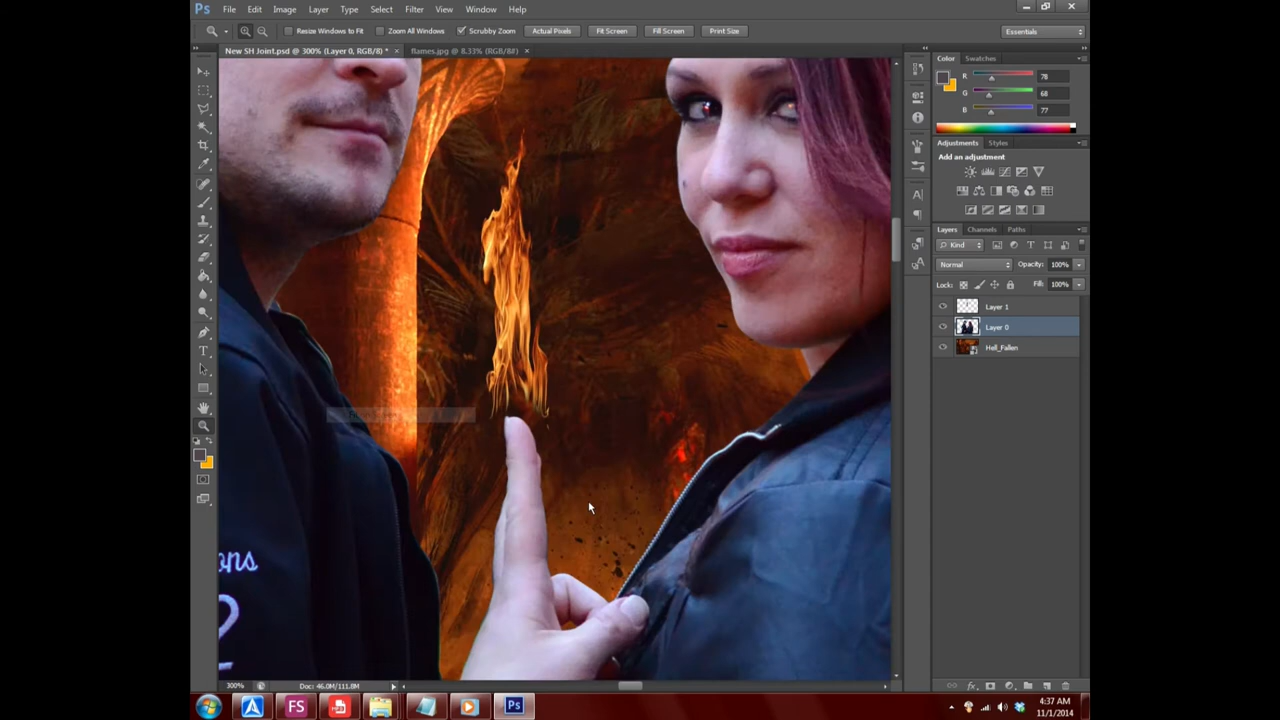 Ps File Edit Image Layer Type Select Filter View Window Help
Resize Windows to Fit Zoom All Windows Scrubby Zoom Actual Pixels Fit Screen Fill Screen Print Size Essentials
New SH Joint.psd @ 300% (Layer 0, RGB/8) * × flames.jpg @ 8.33% (RGB/8#) ×
Color Swatches
R 78
G 68
B 77
Adjustments Styles
Add an adjustment
Layers Channels Paths
Kind
Normal Opacity: 100%
Lock: Fill: 100%
Layer 1
Layer 0
Hell_Fallen
ons
2
300% Doc: 46.0M/111.8M
FS Ps 4:37 AM
11/1/2014